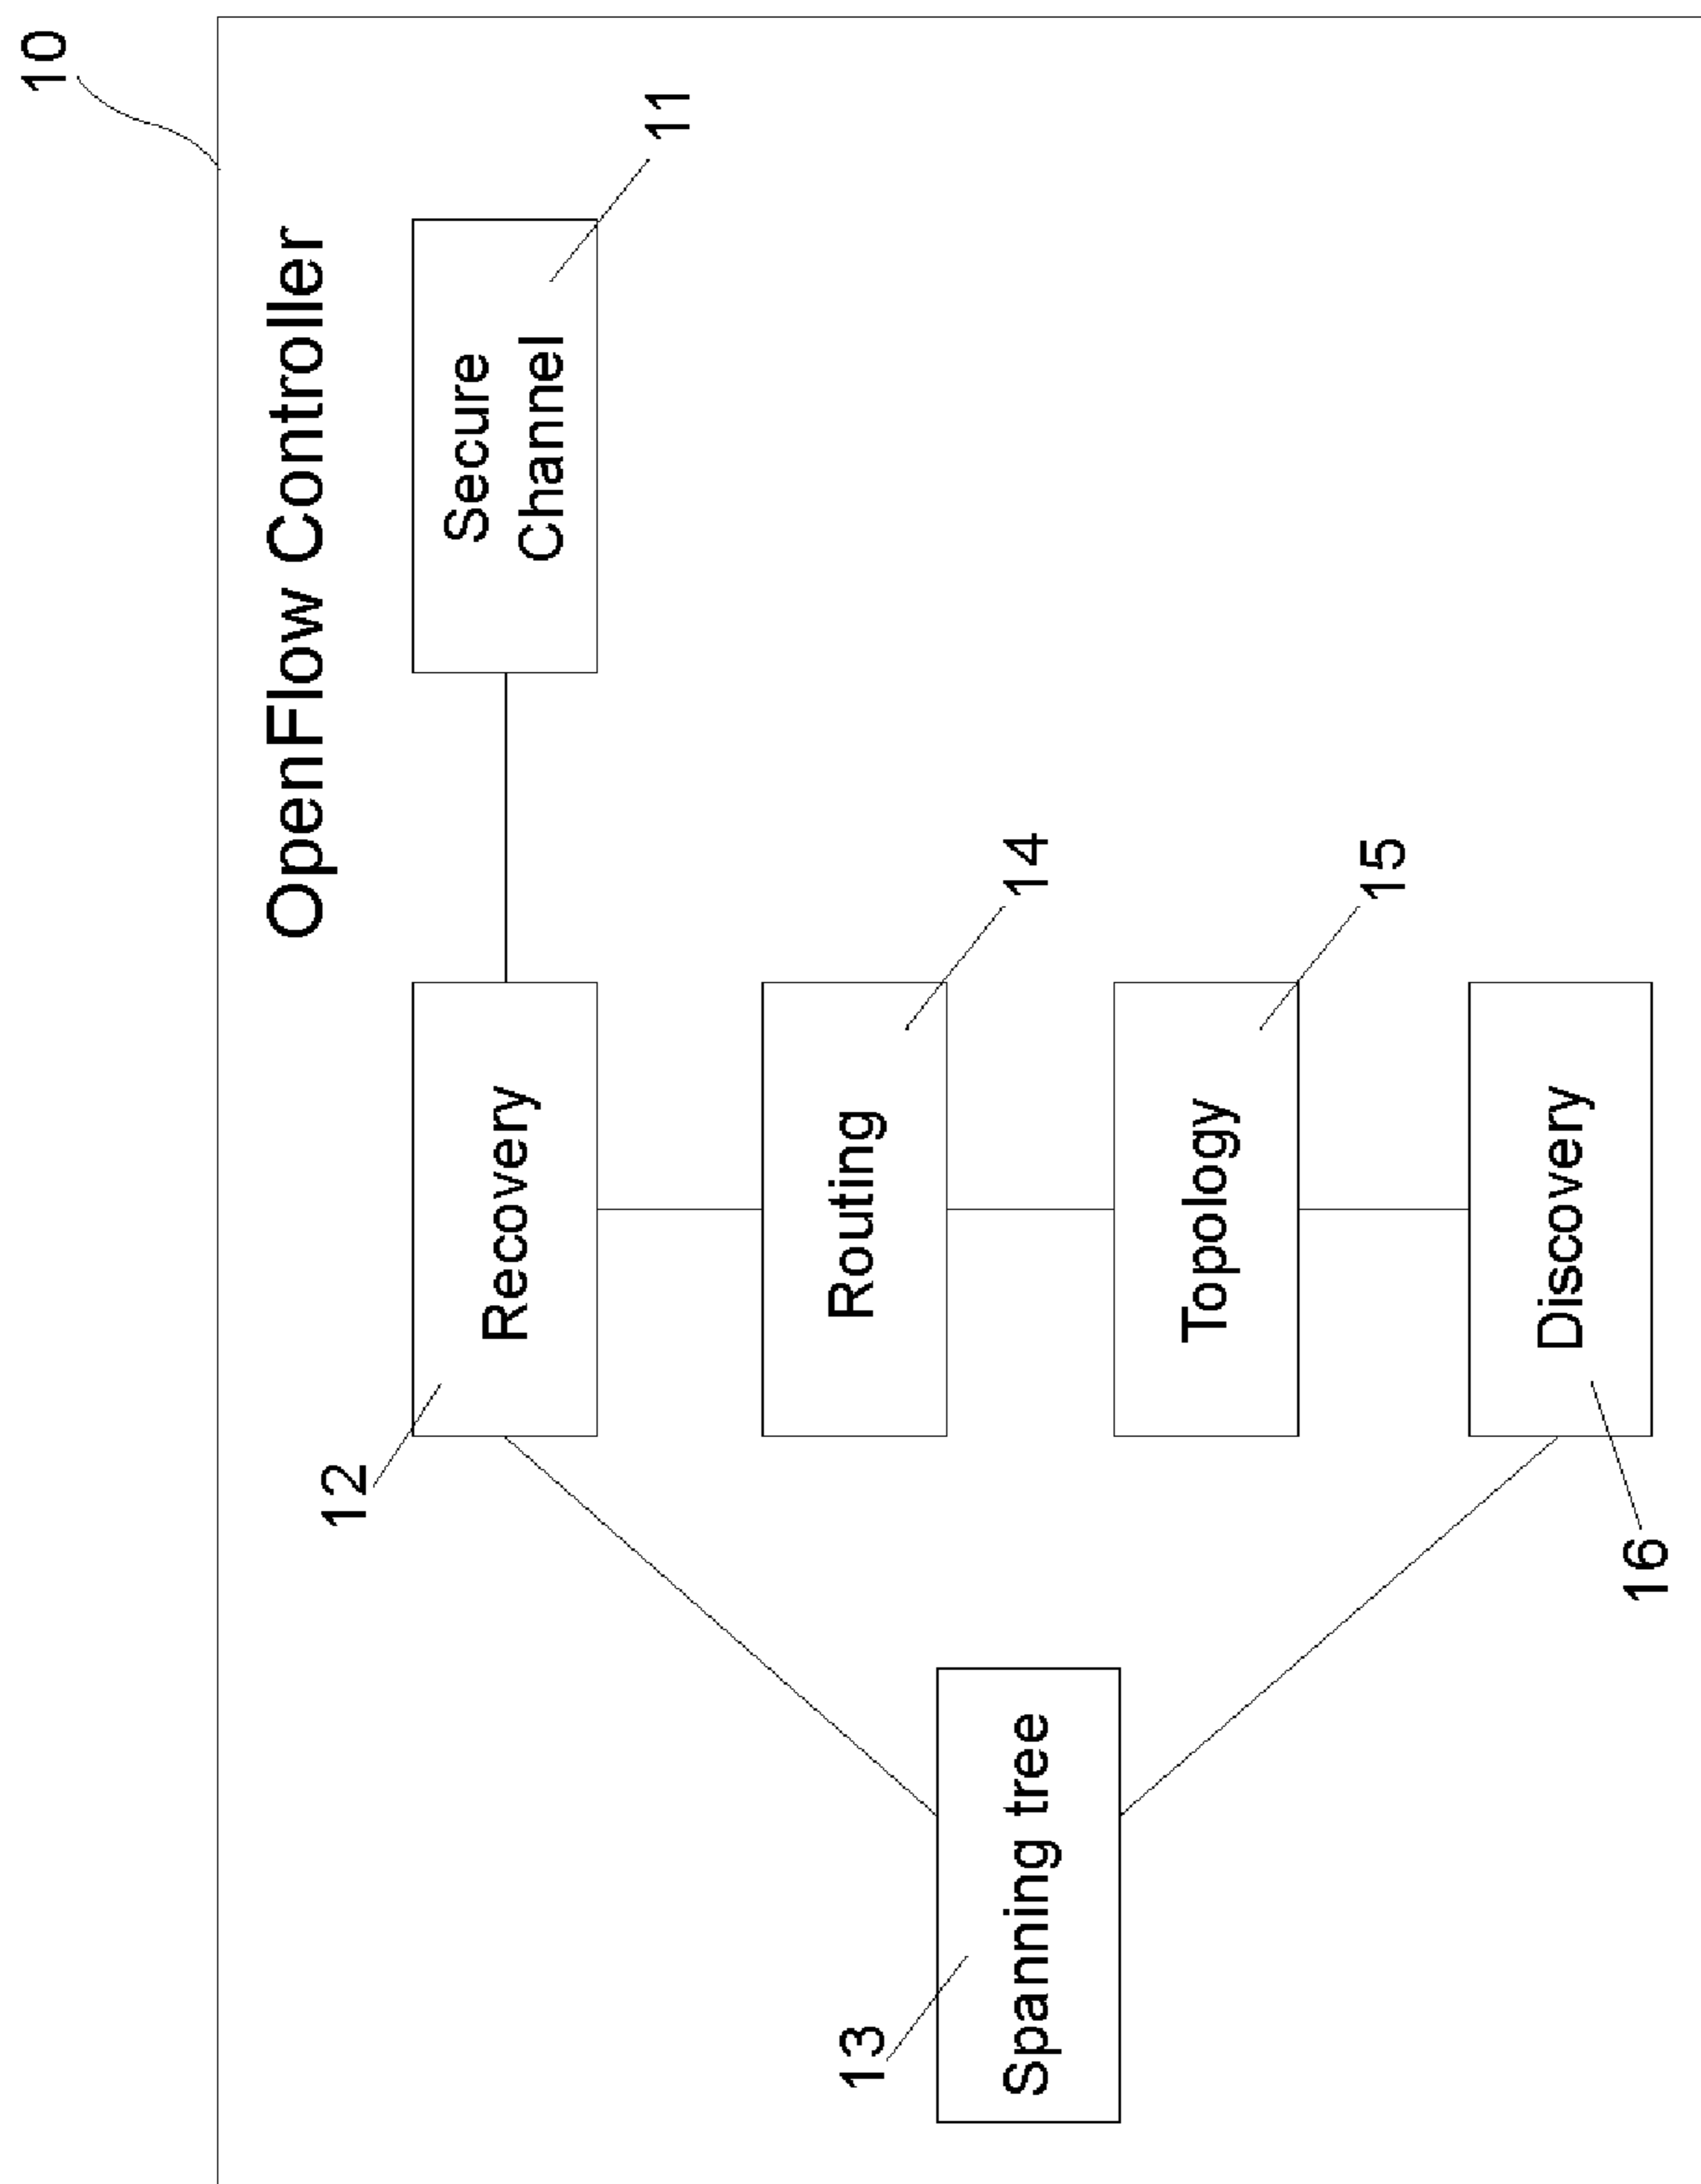 10
OpenFlow Controller
12
Recovery
Secure
Channel
11
13
Spanning tree
Routing
14
Topology
15
16
Discovery